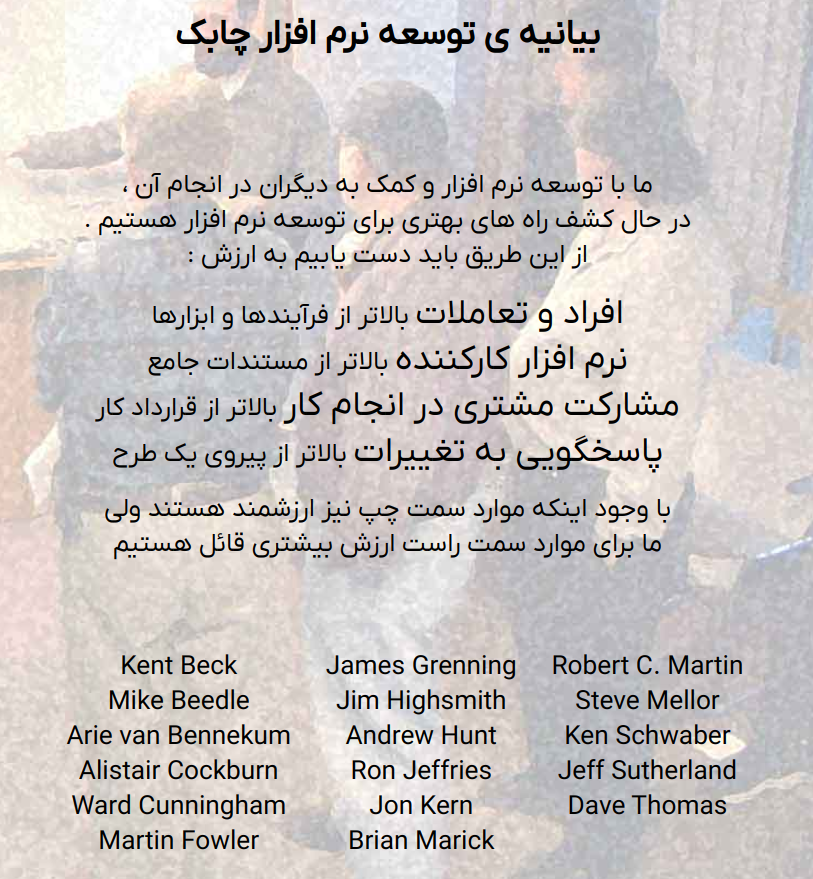 بیانیه ی توسعه نرم افزار چابک
ما با توسعه نرم افزار و کمک به دیگران در انجام آن ،
در حال کشف راه های بهتری برای توسعه نرم افزار هستیم .
از این طریق باید دست یابیم به ارزش :
افراد و تعاملات بالاتر از فرآیندها و ابزارها
نرم افزار کارکننده بالاتر از مستندات جامع
مشارکت مشتری در انجام کار بالاتر از قرارداد کار
پاسخگویی به تغییرات بالاتر از پیروی یک طرح
با وجود اینکه موارد سمت چپ نیز ارزشمند هستند ولی
ما برای موارد سمت راست ارزش بیشتری قائل هستیم
Kent Beck
Mike Beedle
Arie van Bennekum
Alistair Cockburn
Ward Cunningham
Martin Fowler
James Grenning
Jim Highsmith
Andrew Hunt
Ron Jeffries
Jon Kern
Brian Marick
Robert C. Martin
Steve Mellor
Ken Schwaber
Jeff Sutherland
Dave Thomas